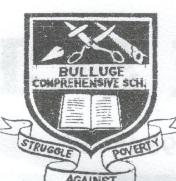 BULLUGE
COMPREHENSIVE SCH.
STRUGGLE
AGAINST
POVERTY